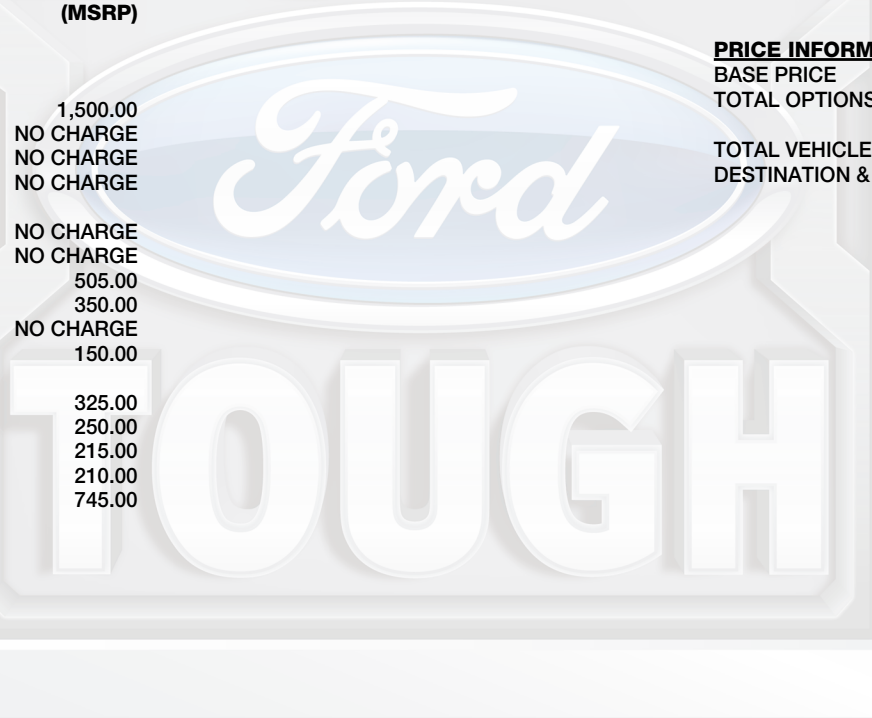 (MSRP)
1,500.00
NO CHARGE
NO CHARGE
NO CHARGE
NO CHARGE
NO CHARGE
505.00
350.00
NO CHARGE
150.00
325.00
250.00
215.00
210.00
745.00
PRICE INFORM
BASE PRICE
TOTAL OPTIONS
TOTAL VEHICLE
DESTINATION &
Ford
TOUGH